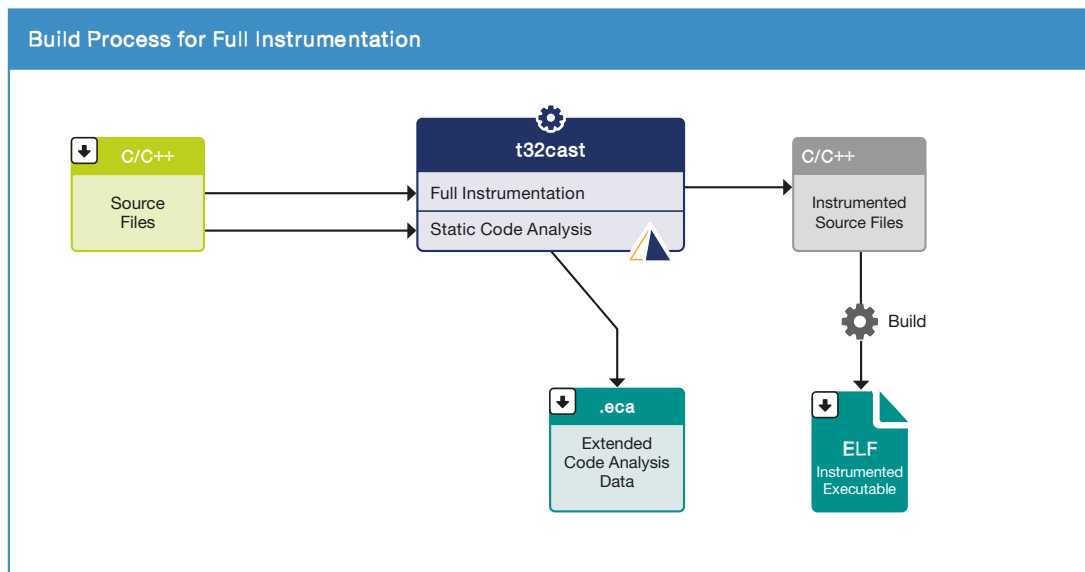 Build Process for Full Instrumentation
C/C++
Source
Files
t32cast
Full Instrumentation
Static Code Analysis
C/C++
Instrumented
Source Files
Build
.eca
Extended
Code Analysis
Data
ELF
Instrumented
Executable